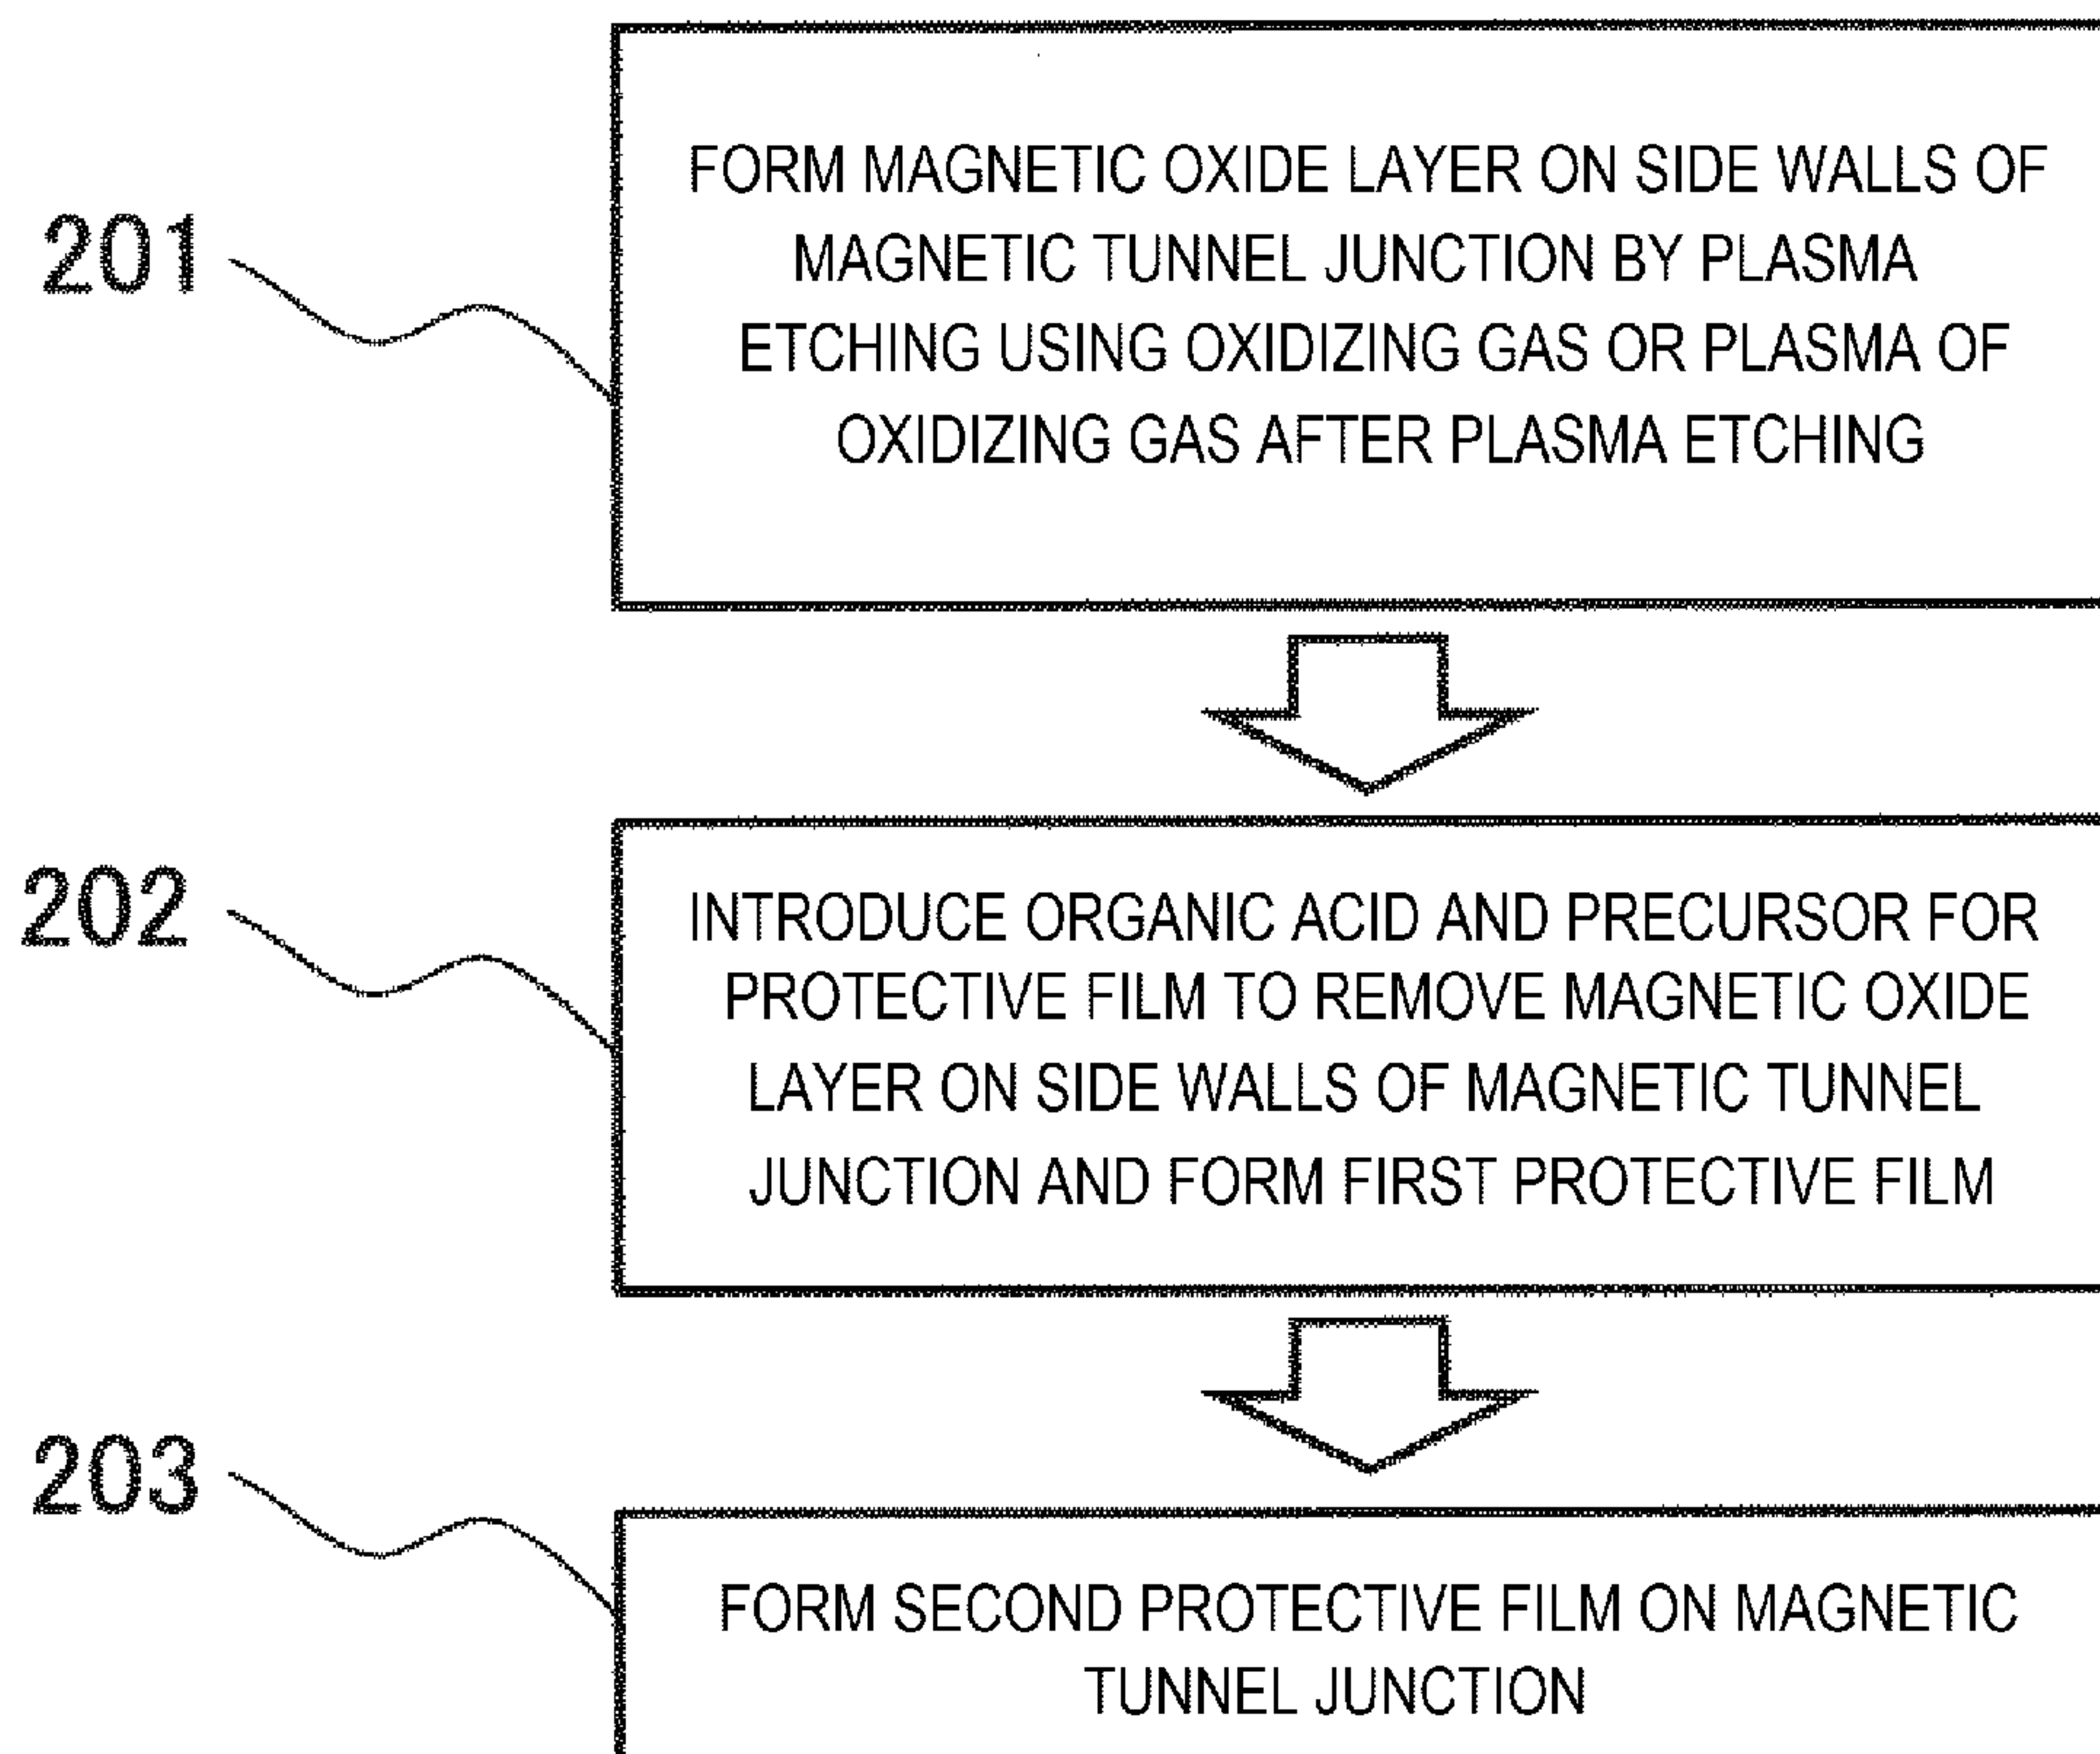 201
FORM MAGNETIC OXIDE LAYER ON SIDE WALLS OF
MAGNETIC TUNNEL JUNCTION BY PLASMA
ETCHING USING OXIDIZING GAS OR PLASMA OF
OXIDIZING GAS AFTER PLASMA ETCHING
202
INTRODUCE ORGANIC ACID AND PRECURSOR FOR
PROTECTIVE FILM TO REMOVE MAGNETIC OXIDE
LAYER ON SIDE WALLS OF MAGNETIC TUNNEL
JUNCTION AND FORM FIRST PROTECTIVE FILM
203
FORM SECOND PROTECTIVE FILM ON MAGNETIC
TUNNEL JUNCTION